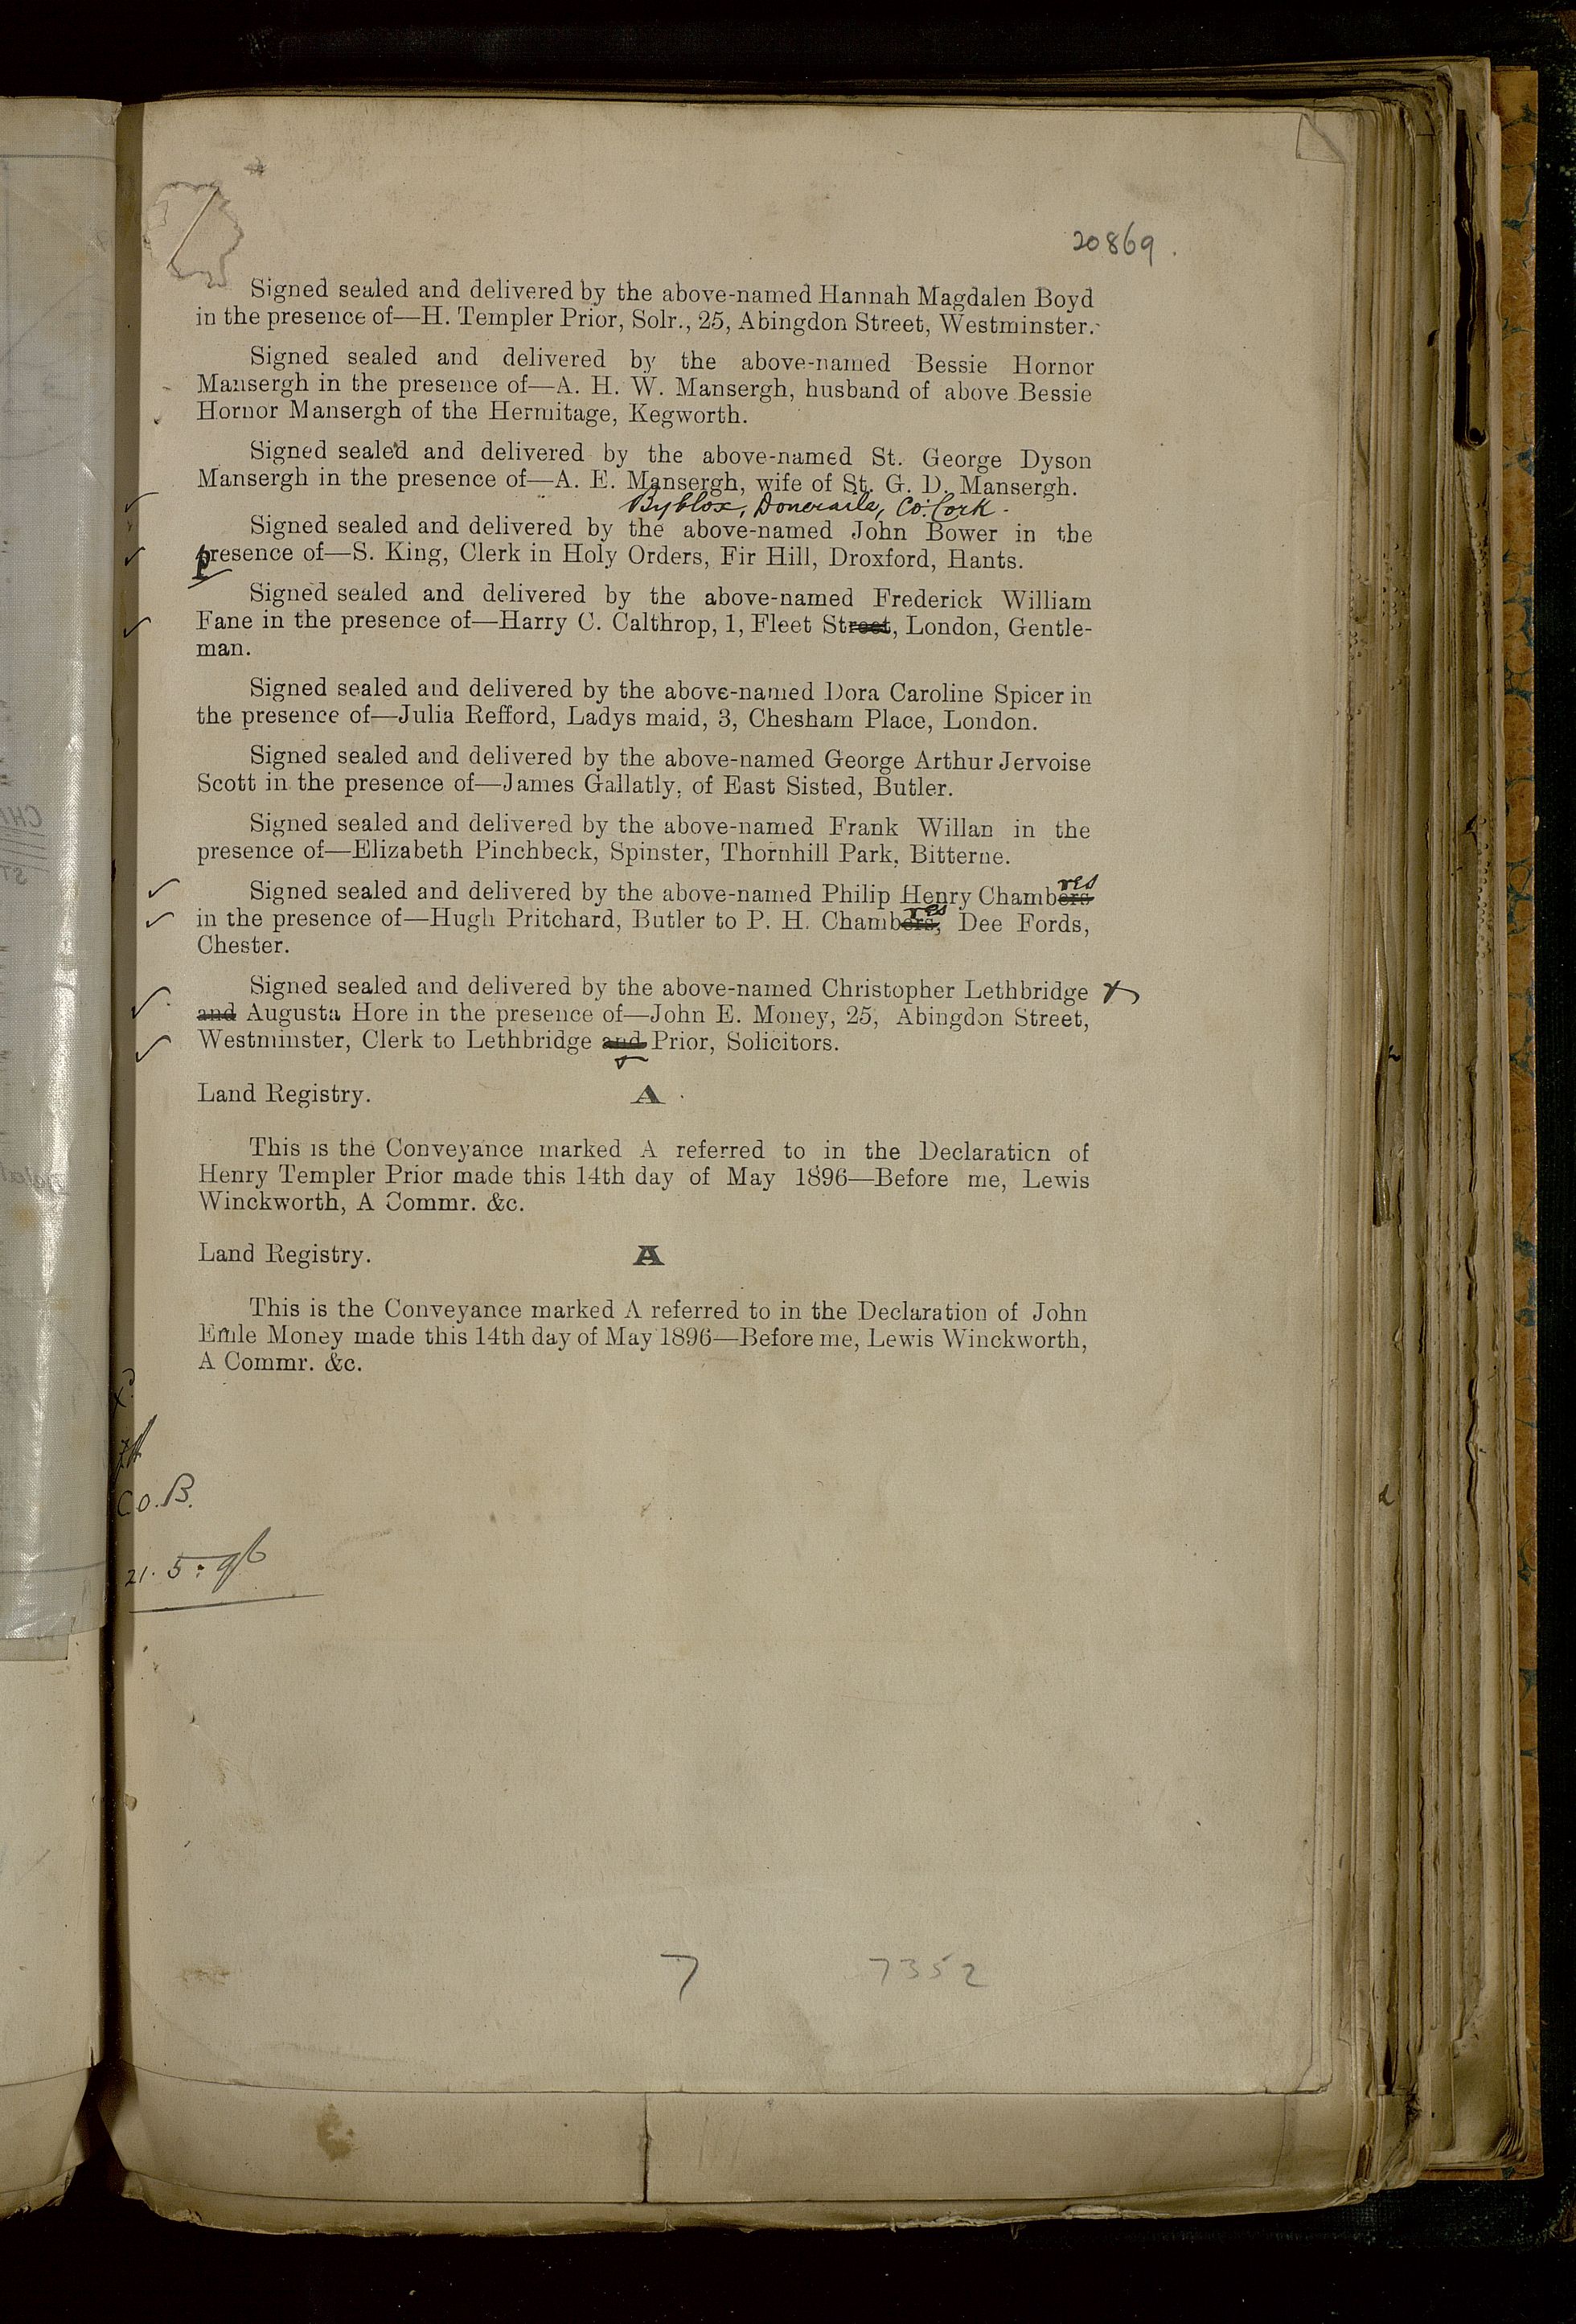 20869.
Signed sealed and delivered by the above-named Hannah Magdalen Boyd
in the presence of—H. Templer Prior, Solr., 25, Abingdon Street, Westminster.
Signed sealed and delivered by the above-named Bessie Hornor
Mansergh in the presence of—A. H. W. Mansergh, husband of above Bessie
Hornor Mansergh of the Hermitage, Kegworth.
Signed sealed and delivered by the above-named St. George Dyson
Mansergh in the presence of—A. E. Mansergh, wife of St. G. D. Mansergh.
Byblox, Doneraile, Co: Cork.
Signed sealed and delivered by the above-named John Bower in the
presence of—S. King, Clerk in Holy Orders, Fir Hill, Droxford, Hants.
Signed sealed and delivered by the above-named Frederick William
Fane in the presence of—Harry C. Calthrop, 1, Fleet Street, London, Gentle-
man.
Signed sealed and delivered by the above-named Dora Caroline Spicer in
the presence of—Julia Refford, Ladys maid, 3, Chesham Place, London.
Signed sealed and delivered by the above-named George Arthur Jervoise
Scott in the presence of—James Gallatly, of East Sisted, Butler.
Signed sealed and delivered by the above-named Frank Willan in the
presence of—Elizabeth Pinchbeck, Spinster, Thornhill Park, Bitterne.
res
Signed sealed and delivered by the above-named Philip Henry Chambers
res
in the presence of—Hugh Pritchard, Butler to P. H. Chambers, Dee Fords,
Chester.
Signed sealed and delivered by the above-named Christopher Lethbridge
and Augusta Hore in the presence of—John E. Money, 25, Abingdon Street,
Westminster, Clerk to Lethbridge and Prior, Solicitors.
Land Registry. A
This is the Conveyance marked A referred to in the Declaration of
Henry Templer Prior made this 14th day of May 1896—Before me, Lewis
Winckworth, A Commr. &c.
Land Registry. A
This is the Conveyance marked A referred to in the Declaration of John
Emle Money made this 14th day of May 1896—Before me, Lewis Winckworth,
A Commr. &c.
Co. B.
21. 5. 96
7 7352